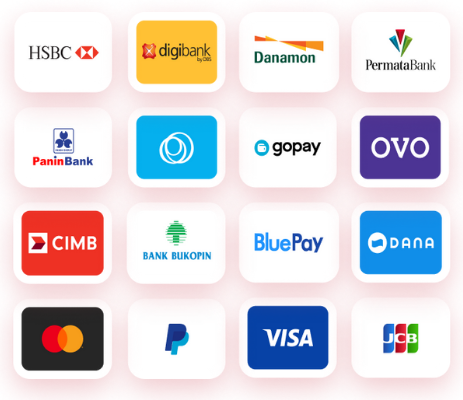 HSBC
digibank
by DBS
Danamon
PermataBank
PaninBank
gopay
OVO
CIMB
BANK BUKOPIN
BluePay
DANA
VISA
JCB